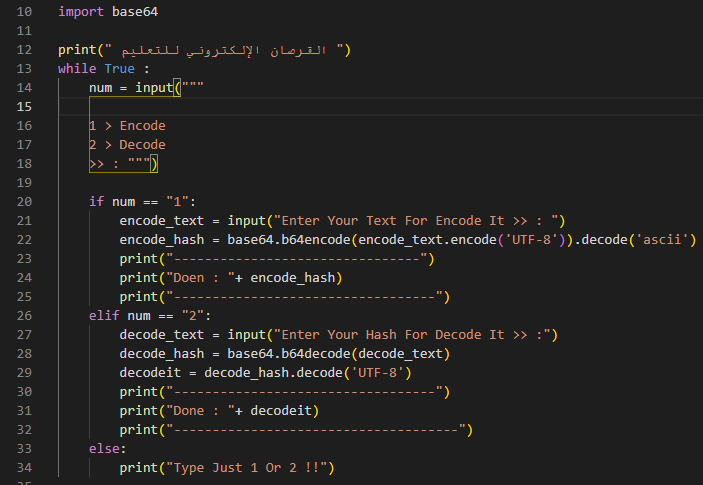 10 import base64
11
12 print(" القرصان الإلكتروني للتعليم ")
13 while True :
14     num = input("""
15
16     1 > Encode
17     2 > Decode
18     >> : """)
19
20     if num == "1":
21         encode_text = input("Enter Your Text For Encode It >> : ")
22         encode_hash = base64.b64encode(encode_text.encode('UTF-8')).decode('ascii')
23         print("--------------------------------")
24         print("Doen : "+ encode_hash)
25         print("----------------------------------")
26     elif num == "2":
27         decode_text = input("Enter Your Hash For Decode It >> :")
28         decode_hash = base64.b64decode(decode_text)
29         decodeit = decode_hash.decode('UTF-8')
30         print("----------------------------------")
31         print("Done : "+ decodeit)
32         print("-------------------------------------")
33     else:
34         print("Type Just 1 Or 2 !!")
35